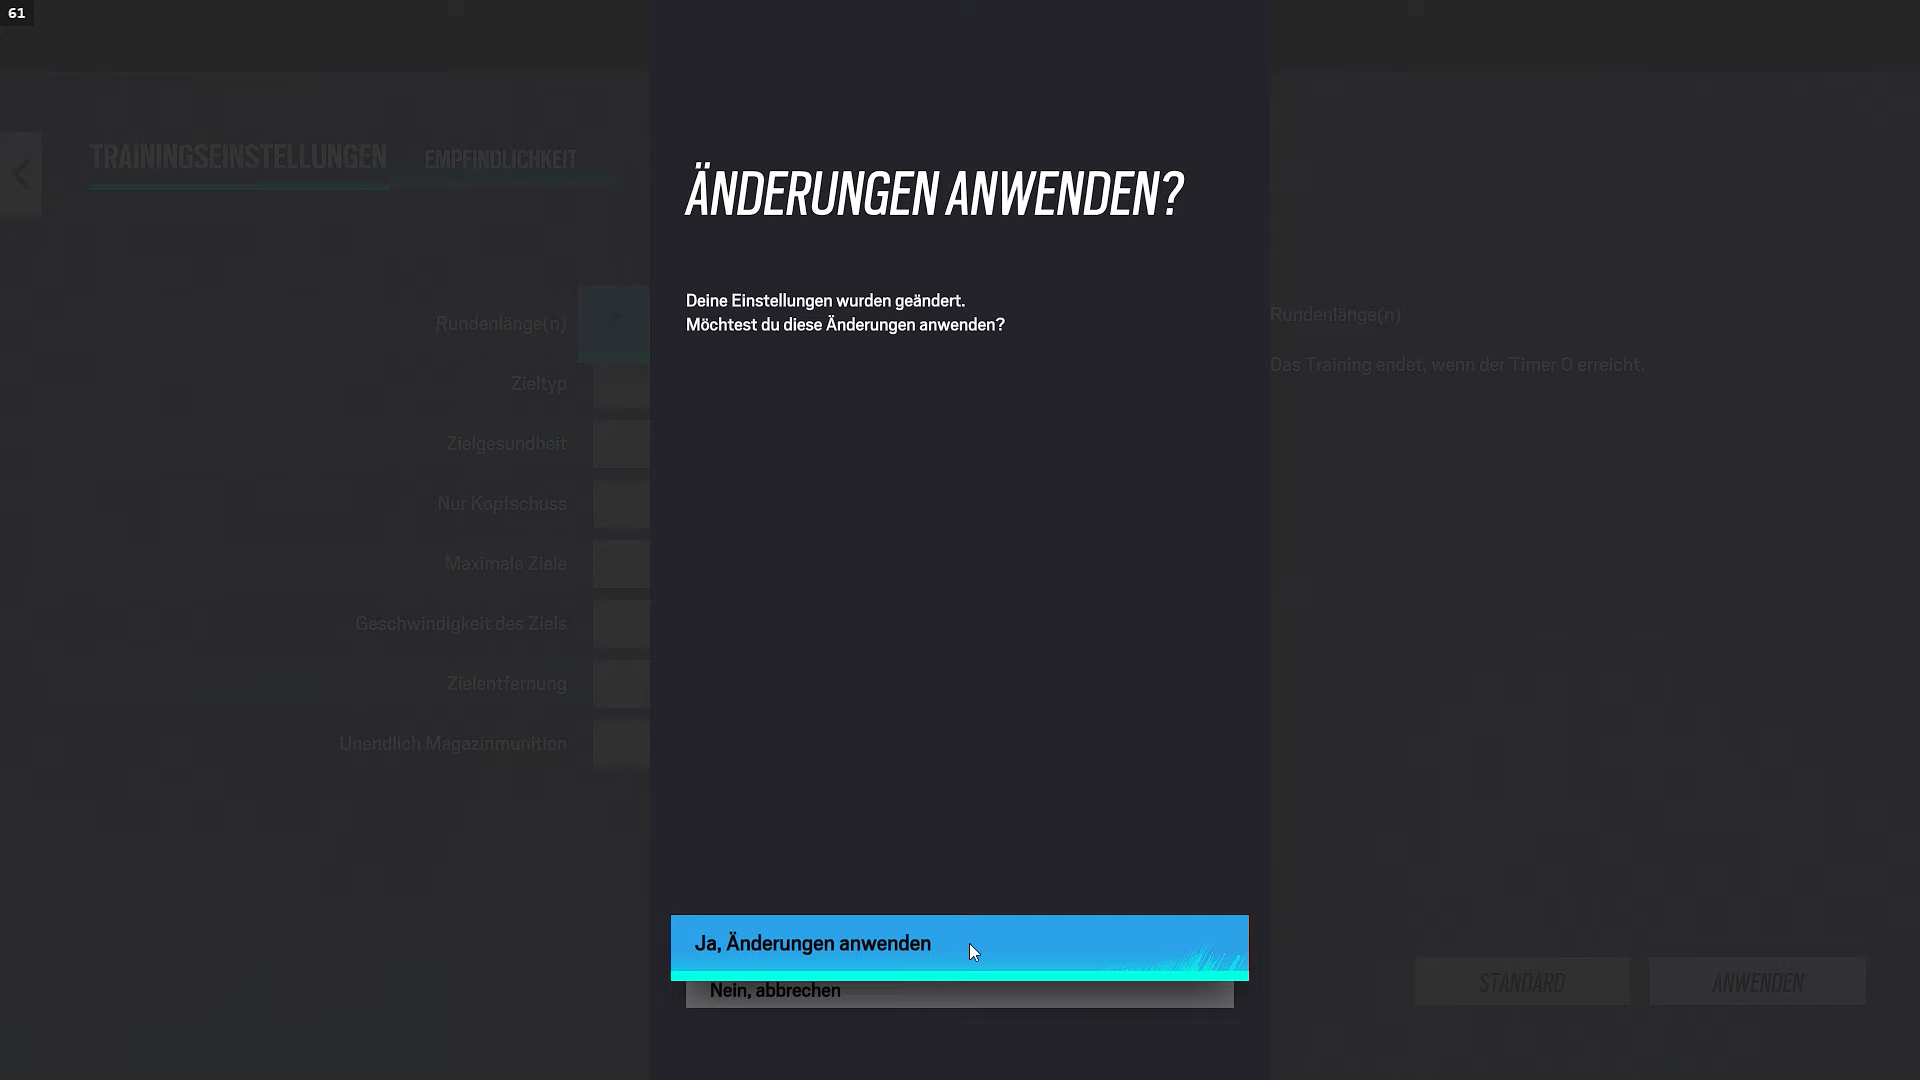 61
TRAININGSEINSTELLUNGEN
EMPFINDLICHKEIT
ÄNDERUNGEN ANWENDEN?
Deine Einstellungen wurden geändert.
Möchtest du diese Änderungen anwenden?
Rundenlänge(n)
Zieltyp
Zielgesundheit
Nur Kopfschuss
Maximale Ziele
Geschwindigkeit des Ziels
Zielentfernung
Unendlich Magazinmunition
Rundenlänge(n)
Das Training endet, wenn der Timer 0 erreicht.
Ja, Änderungen anwenden
Nein, abbrechen
STANDARD
ANWENDEN